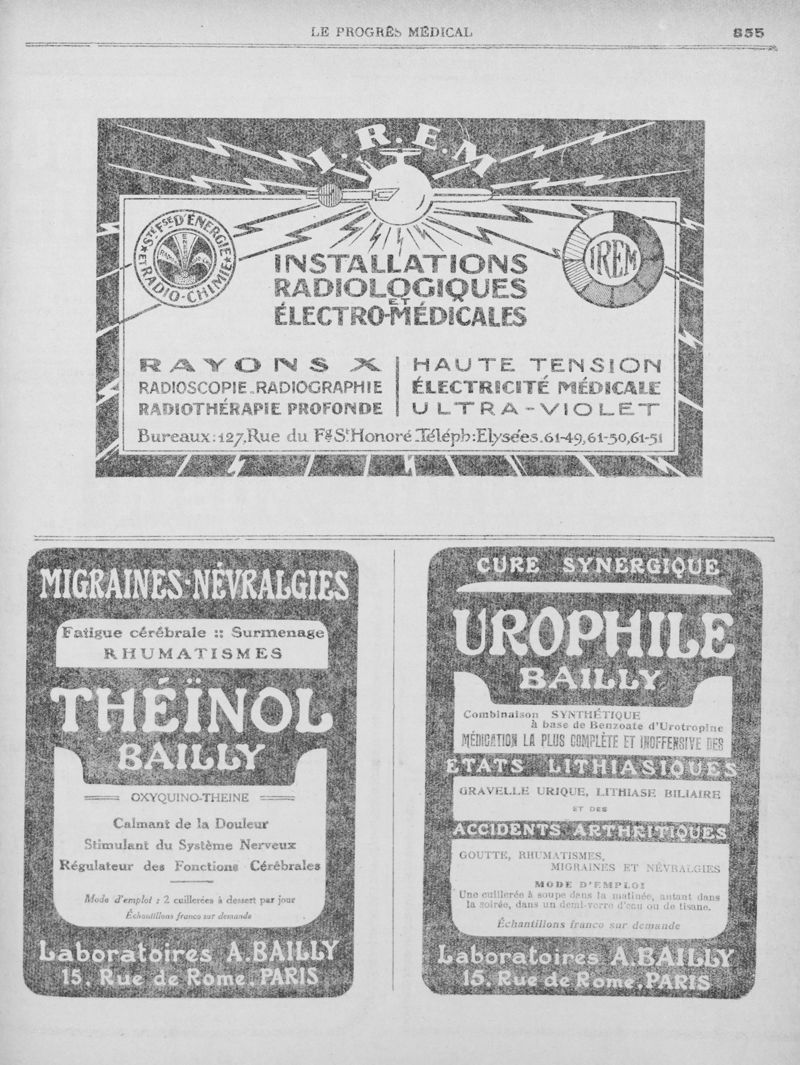 LE PROGRÈS MÉDICAL
855
I.R.E.M
STÉ FSE D'ÉNERGIE
ET RADIO-CHIMIE
IREM
INSTALLATIONS
RADIOLOGIQUES
ET
ÉLECTRO-MÉDICALES
RAYONS X
RADIOSCOPIE-RADIOGRAPHIE
RADIOTHÉRAPIE PROFONDE
HAUTE TENSION
ÉLECTRICITÉ MÉDICALE
ULTRA-VIOLET
Bureaux: 127, Rue du Fg St Honoré. Téléph: Elysées. 61-49, 61-50, 61-51
MIGRAINES-NÉVRALGIES
Fatigue cérébrale :: Surmenage
RHUMATISMES
THÉÏNOL
BAILLY
OXYQUINO-THEINE
Calmant de la Douleur
Stimulant du Système Nerveux
Régulateur des Fonctions Cérébrales
Mode d'emploi : 2 cuillerées à dessert par jour
Échantillons franco sur demande
Laboratoires A.BAILLY
15, Rue de Rome, PARIS
CURE SYNERGIQUE
UROPHILE
BAILLY
Combinaison SYNTHÉTIQUE
à base de Benzoate d'Urotropine
MÉDICATION LA PLUS COMPLÈTE ET INOFFENSIVE DES
ETATS LITHIASIQUES
GRAVELLE URIQUE, LITHIASE BILIAIRE
ET DES
ACCIDENTS ARTHRITIQUES
GOUTTE, RHUMATISMES,
MIGRAINES ET NÉVRALGIES
MODE D'EMPLOI
Une cuillerée à soupe dans la matinée, autant dans
la soirée, dans un demi-verre d'eau ou de tisane.
Échantillons franco sur demande
Laboratoires A.BAILLY
15, Rue de Rome, PARIS